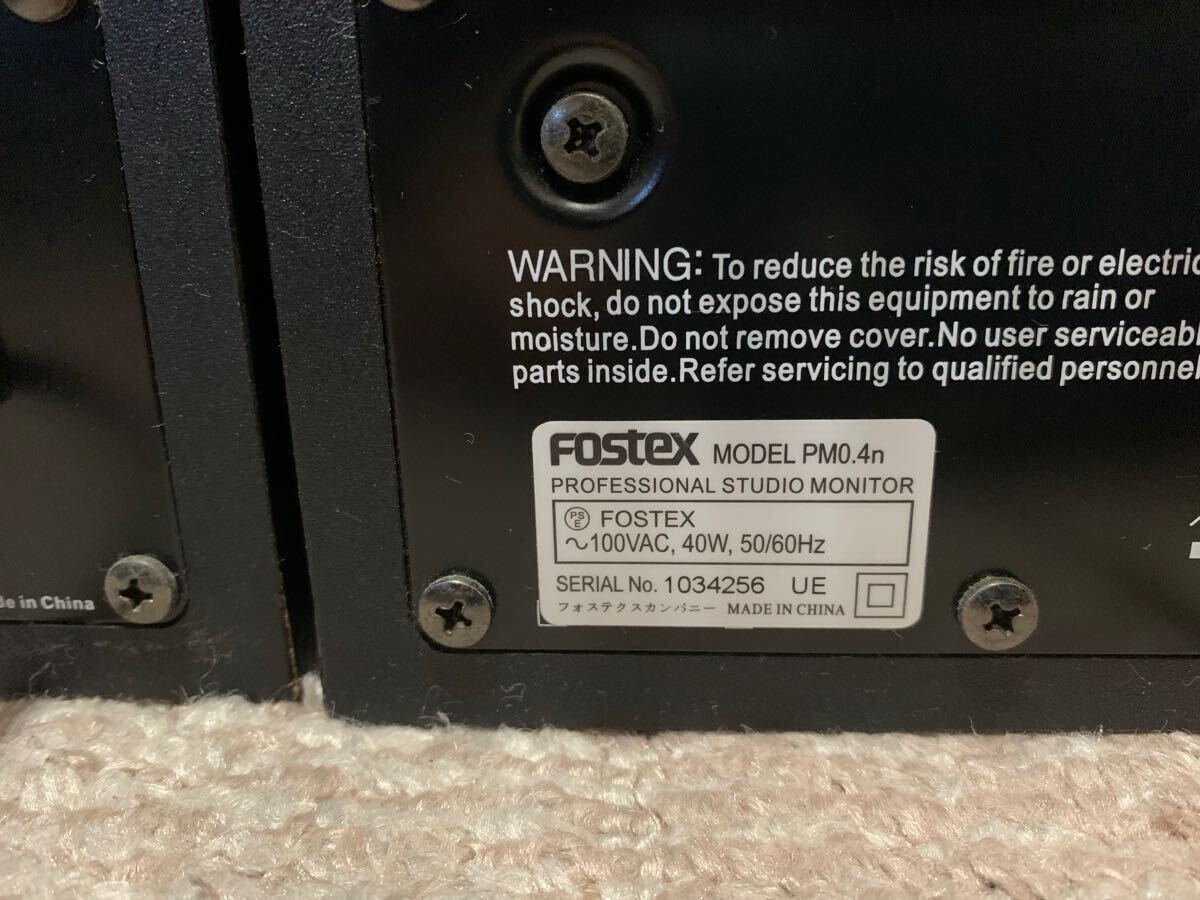 WARNING: To reduce the risk of fire or electric
shock, do not expose this equipment to rain or
moisture.Do not remove cover.No user serviceabl
parts inside.Refer servicing to qualified personnel
FOSTEX MODEL PM0.4n
PROFESSIONAL STUDIO MONITOR
PS E FOSTEX
~100VAC, 40W, 50/60Hz
SERIAL No. 1034256 UE
フォステクスカンパニー MADE IN CHINA
de in China